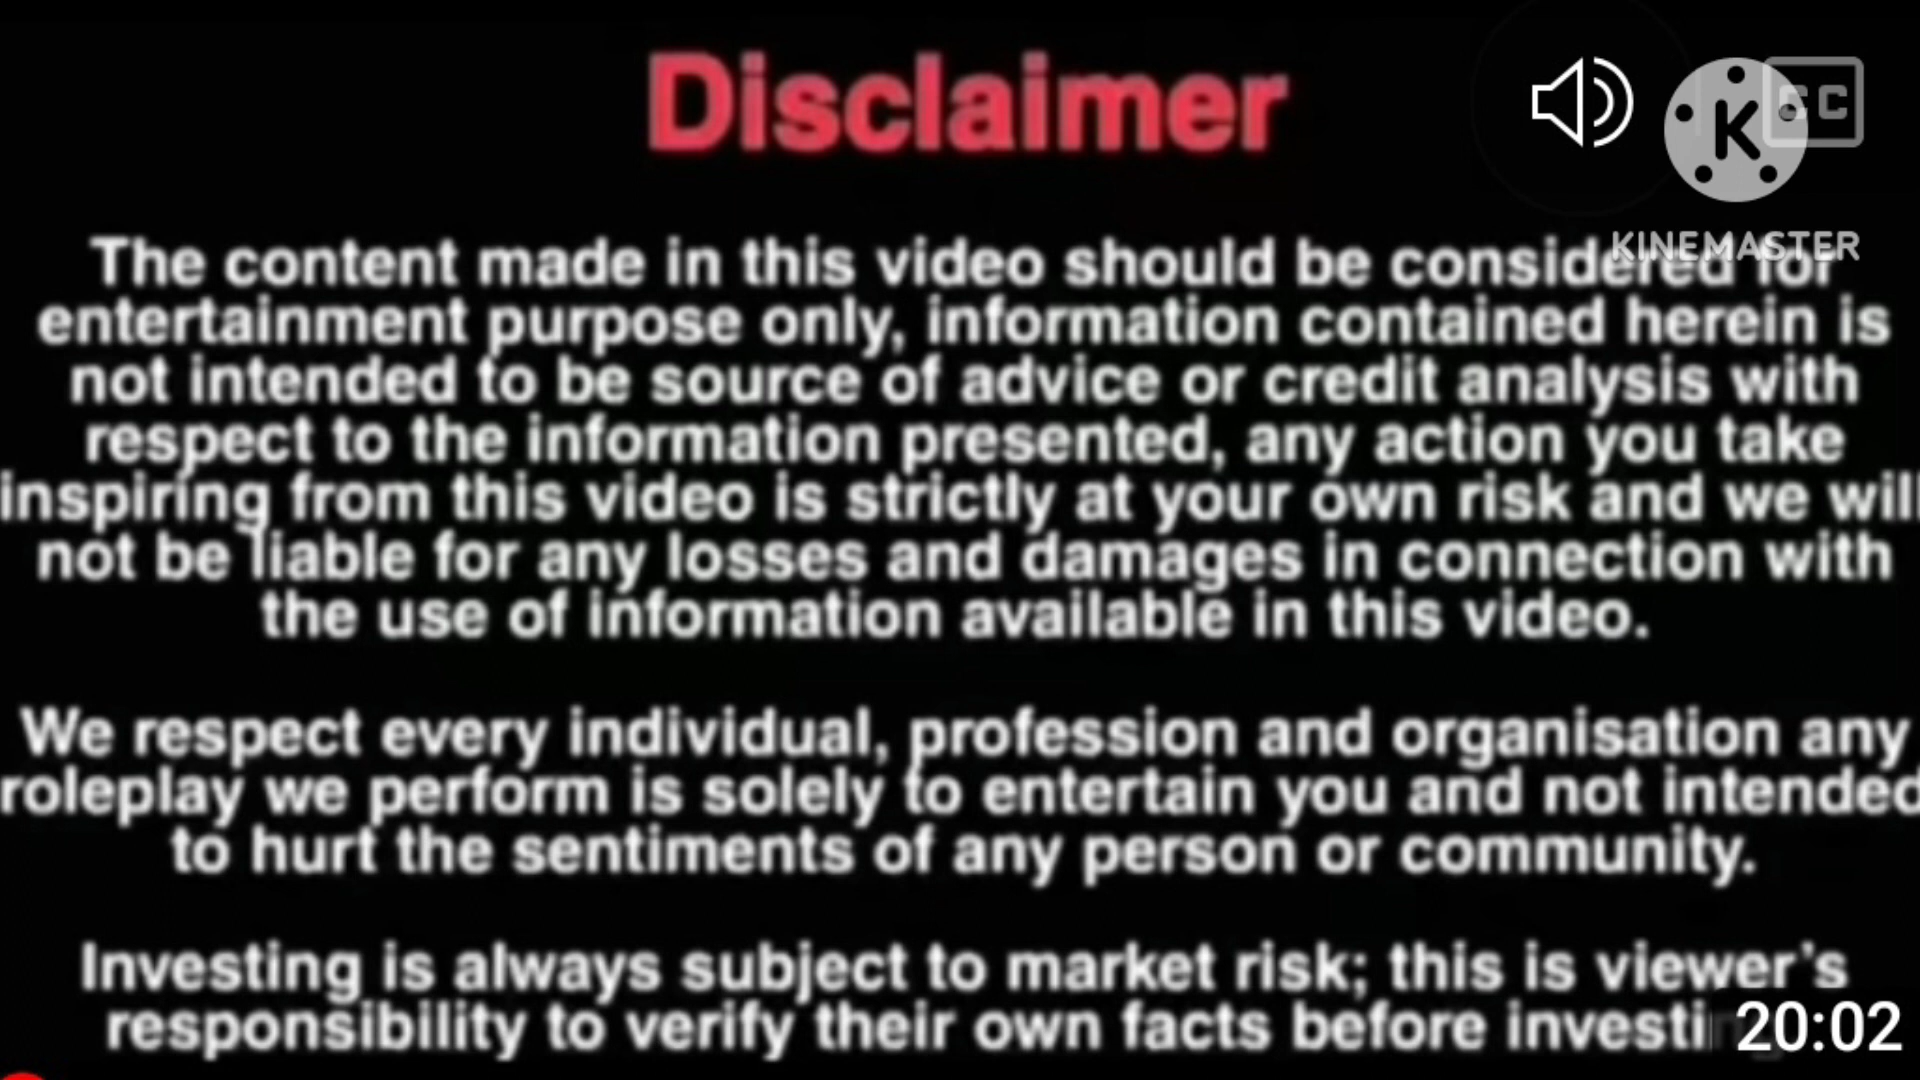 Disclaimer
CC
K
KINEMASTER
The content made in this video should be considered for
entertainment purpose only, information contained herein is
not intended to be source of advice or credit analysis with
respect to the information presented, any action you take
inspiring from this video is strictly at your own risk and we will
not be liable for any losses and damages in connection with
the use of information available in this video.
We respect every individual, profession and organisation any
roleplay we perform is solely to entertain you and not intended
to hurt the sentiments of any person or community.
Investing is always subject to market risk; this is viewer's
responsibility to verify their own facts before
20:02